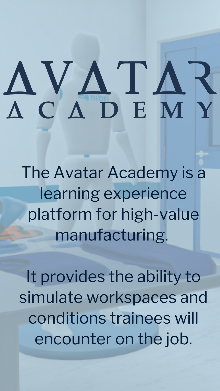 AVATAR
ACADEMY
The Avatar Academy is a
learning experience
platform for high-value
manufacturing.
It provides the ability to
simulate workspaces and
conditions trainees will
encounter on the job.